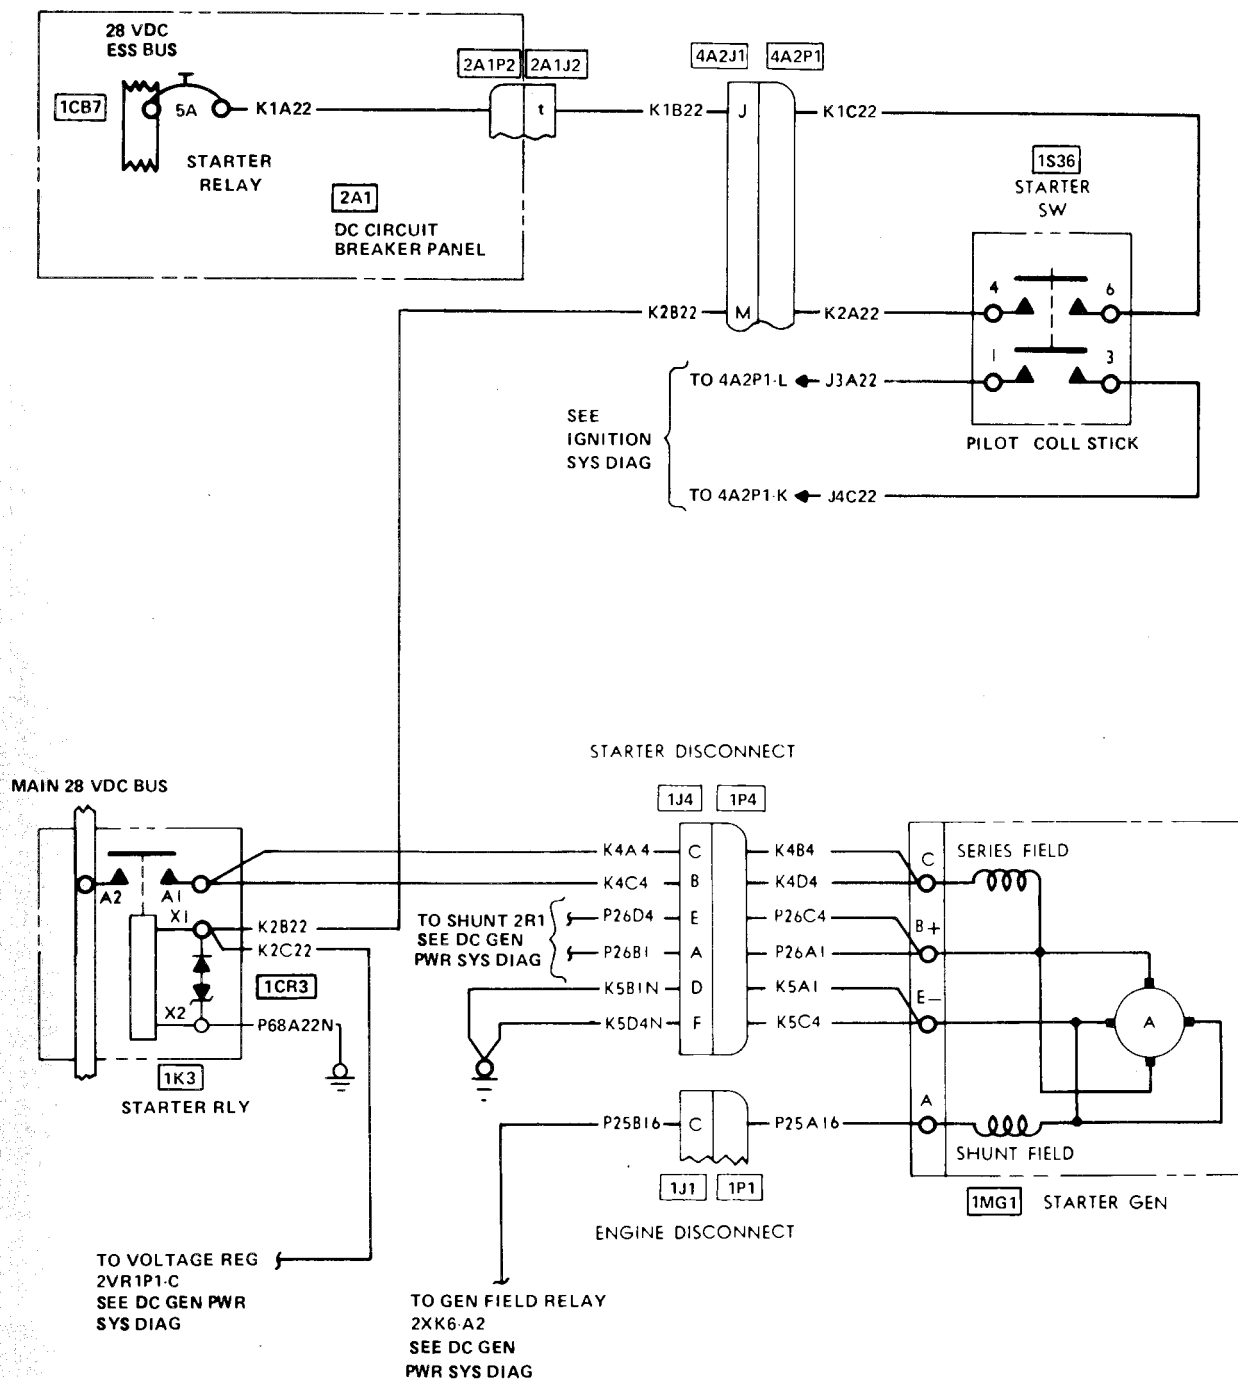 28 VDC
ESS BUS
1CB7
5A
K1A22
STARTER
RELAY
2A1
DC CIRCUIT
BREAKER PANEL
2A1P2
2A1J2
t
K1B22
4A2J1
4A2P1
J
K1C22
1S36
STARTER
SW
4
6
1
3
PILOT COLL STICK
K2B22
M
K2A22
TO 4A2P1-L
J3A22
SEE
IGNITION
SYS DIAG
TO 4A2P1-K
J4C22
STARTER DISCONNECT
MAIN 28 VDC BUS
1J4
1P4
K4A4
C
K4B4
K4C4
B
K4D4
P26D4
E
P26C4
P26B1
A
P26A1
K5B1N
D
K5A1
K5D4N
F
K5C4
TO SHUNT 2R1
SEE DC GEN
PWR SYS DIAG
A2
A1
X1
K2B22
K2C22
1CR3
X2
P68A22N
1K3
STARTER RLY
C
SERIES FIELD
B+
E-
A
A
SHUNT FIELD
1MG1
STARTER GEN
P25B16
C
P25A16
1J1
1P1
ENGINE DISCONNECT
TO VOLTAGE REG
2VR1P1-C
SEE DC GEN PWR
SYS DIAG
TO GEN FIELD RELAY
2XK6-A2
SEE DC GEN
PWR SYS DIAG